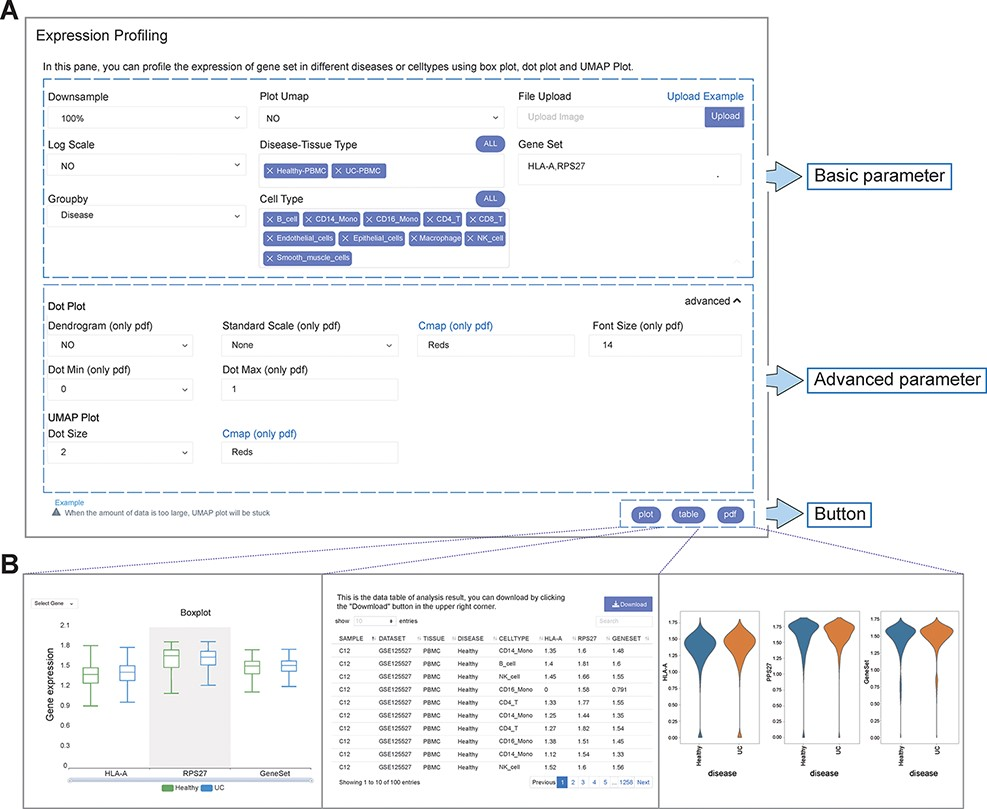 A
Expression Profiling
In this pane, you can profile the expression of gene set in different diseases or celltypes using box plot, dot plot and UMAP Plot.
Downsample
Plot Umap
File Upload
Upload Example
100%
NO
Upload Image
Upload
Log Scale
Disease-Tissue Type
ALL
Gene Set
NO
× Healthy-PBMC × UC-PBMC
HLA-A,RPS27
Groupby
Cell Type
ALL
Disease
× B_cell × CD14_Mono × CD16_Mono × CD4_T × CD8_T
× Endothelial_cells × Epithelial_cells × Macrophage × NK_cell
× Smooth_muscle_cells
Basic parameter
Dot Plot
advanced
Dendrogram (only pdf)
Standard Scale (only pdf)
Cmap (only pdf)
Font Size (only pdf)
NO
None
Reds
14
Dot Min (only pdf)
Dot Max (only pdf)
0
1
UMAP Plot
Dot Size
Cmap (only pdf)
2
Reds
Advanced parameter
Example
When the amount of data is too large, UMAP plot will be stuck
plot table pdf
Button
B
Select Gene
Boxplot
Gene expression
2.1
1.8
1.5
1.2
0.9
0.6
0.3
0
HLA-A RPS27 GeneSet
Healthy UC
This is the data table of analysis result, you can download by clicking
the "Download" button in the upper right corner.
Download
show 10 entries
Search
SAMPLE DATASET TISSUE DISEASE CELLTYPE HLA-A RPS27 GENESET
C12 GSE125527 PBMC Healthy CD14_Mono 1.35 1.6 1.48
C12 GSE125527 PBMC Healthy B_cell 1.4 1.81 1.6
C12 GSE125527 PBMC Healthy NK_cell 1.45 1.66 1.55
C12 GSE125527 PBMC Healthy CD16_Mono 0 1.58 0.791
C12 GSE125527 PBMC Healthy CD4_T 1.33 1.77 1.55
C12 GSE125527 PBMC Healthy CD14_Mono 1.25 1.44 1.35
C12 GSE125527 PBMC Healthy CD4_T 1.27 1.82 1.54
C12 GSE125527 PBMC Healthy CD16_Mono 1.38 1.51 1.45
C12 GSE125527 PBMC Healthy CD14_Mono 1.12 1.54 1.33
C12 GSE125527 PBMC Healthy NK_cell 1.52 1.6 1.56
Showing 1 to 10 of 100 entries
Previous 1 2 3 4 5 ... 1258 Next
HLA-A
1.75
1.50
1.25
1.00
0.75
0.50
0.25
0.00
Healthy UC
disease
RPS27
1.75
1.50
1.25
1.00
0.75
0.50
0.25
0.00
Healthy UC
disease
GeneSet
1.75
1.50
1.25
1.00
0.75
0.50
0.25
0.00
Healthy UC
disease